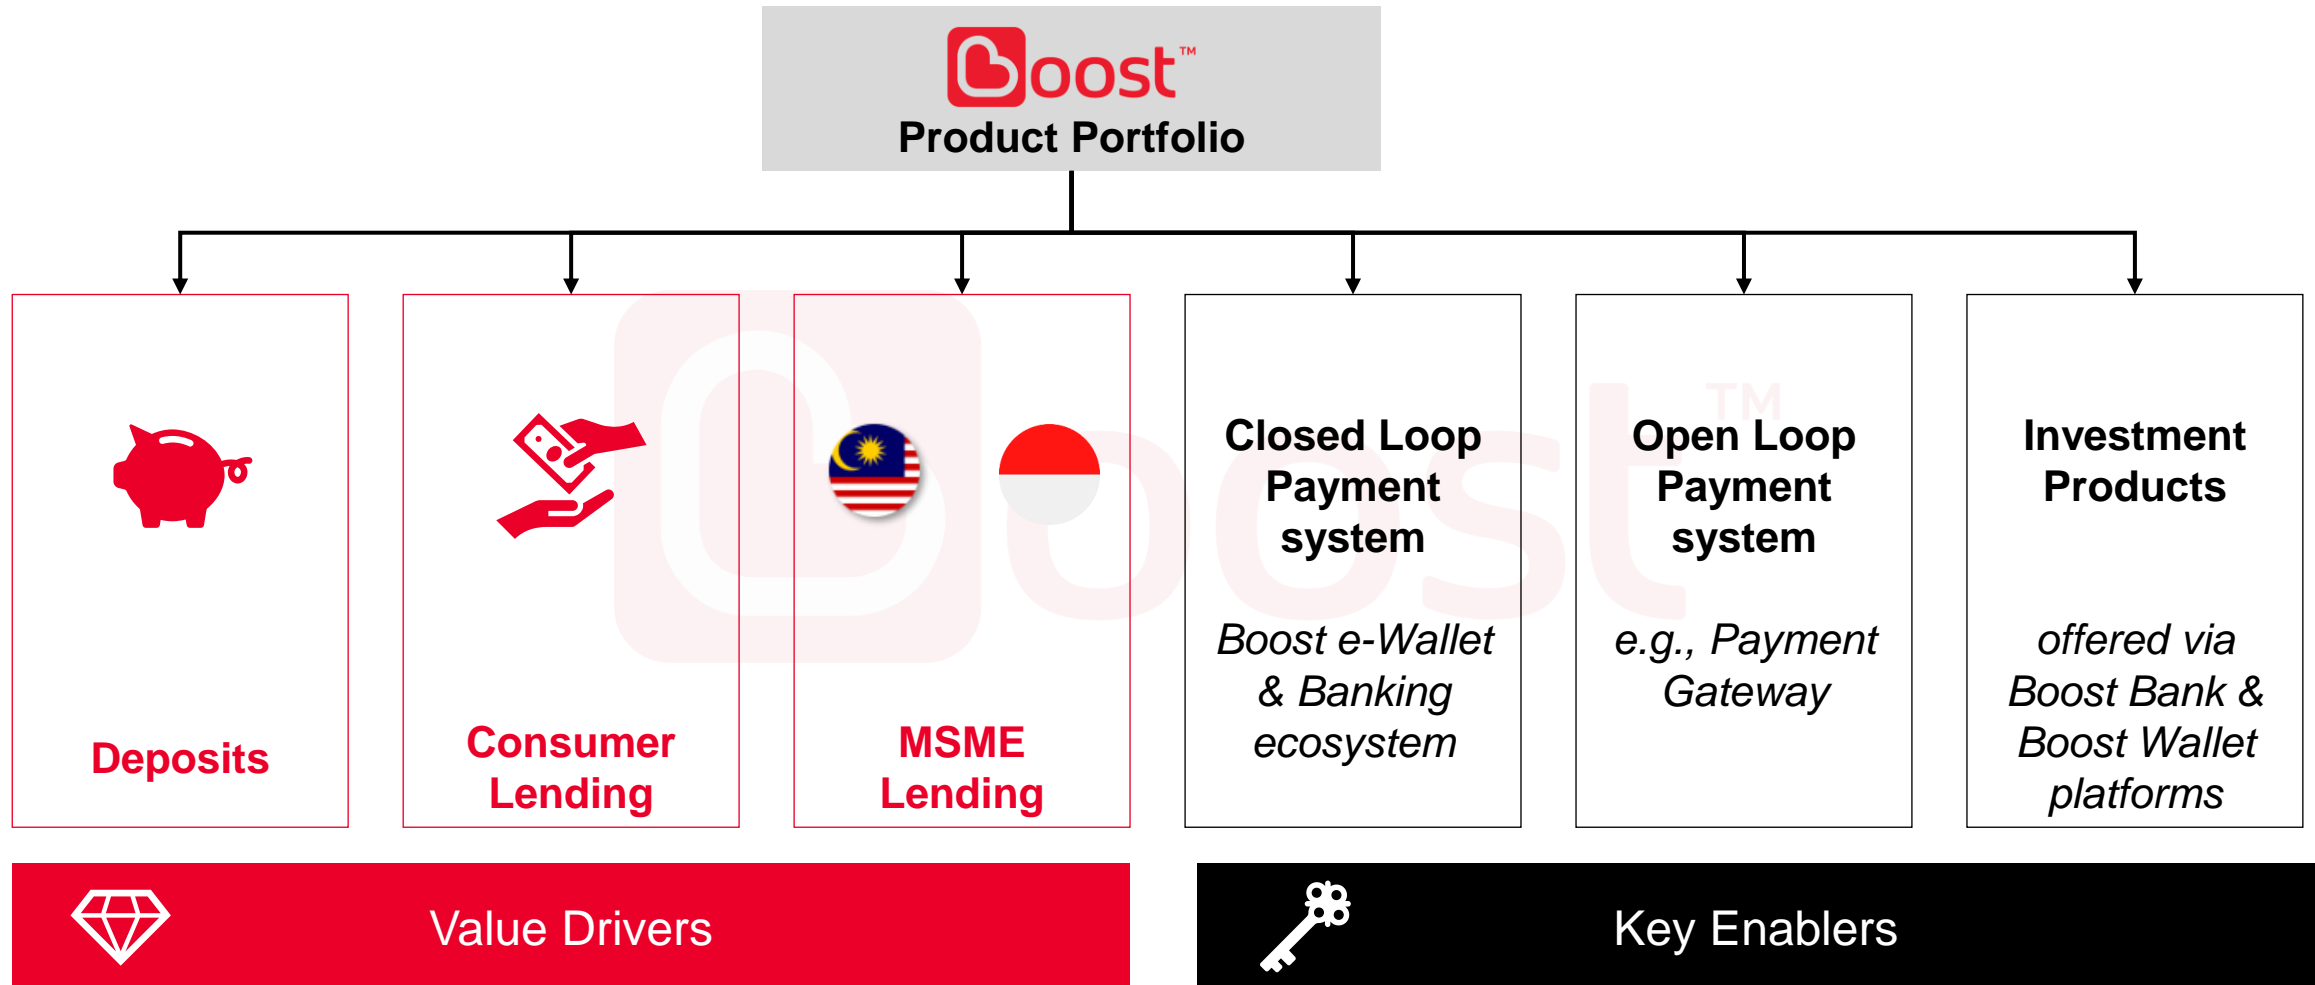 boost™
Product Portfolio
Deposits
Consumer
Lending
MSME
Lending
Closed Loop
Payment
system
Boost e-Wallet
& Banking
ecosystem
Open Loop
Payment
system
e.g., Payment
Gateway
Investment
Products
offered via
Boost Bank &
Boost Wallet
platforms
boost™
Value Drivers
Key Enablers